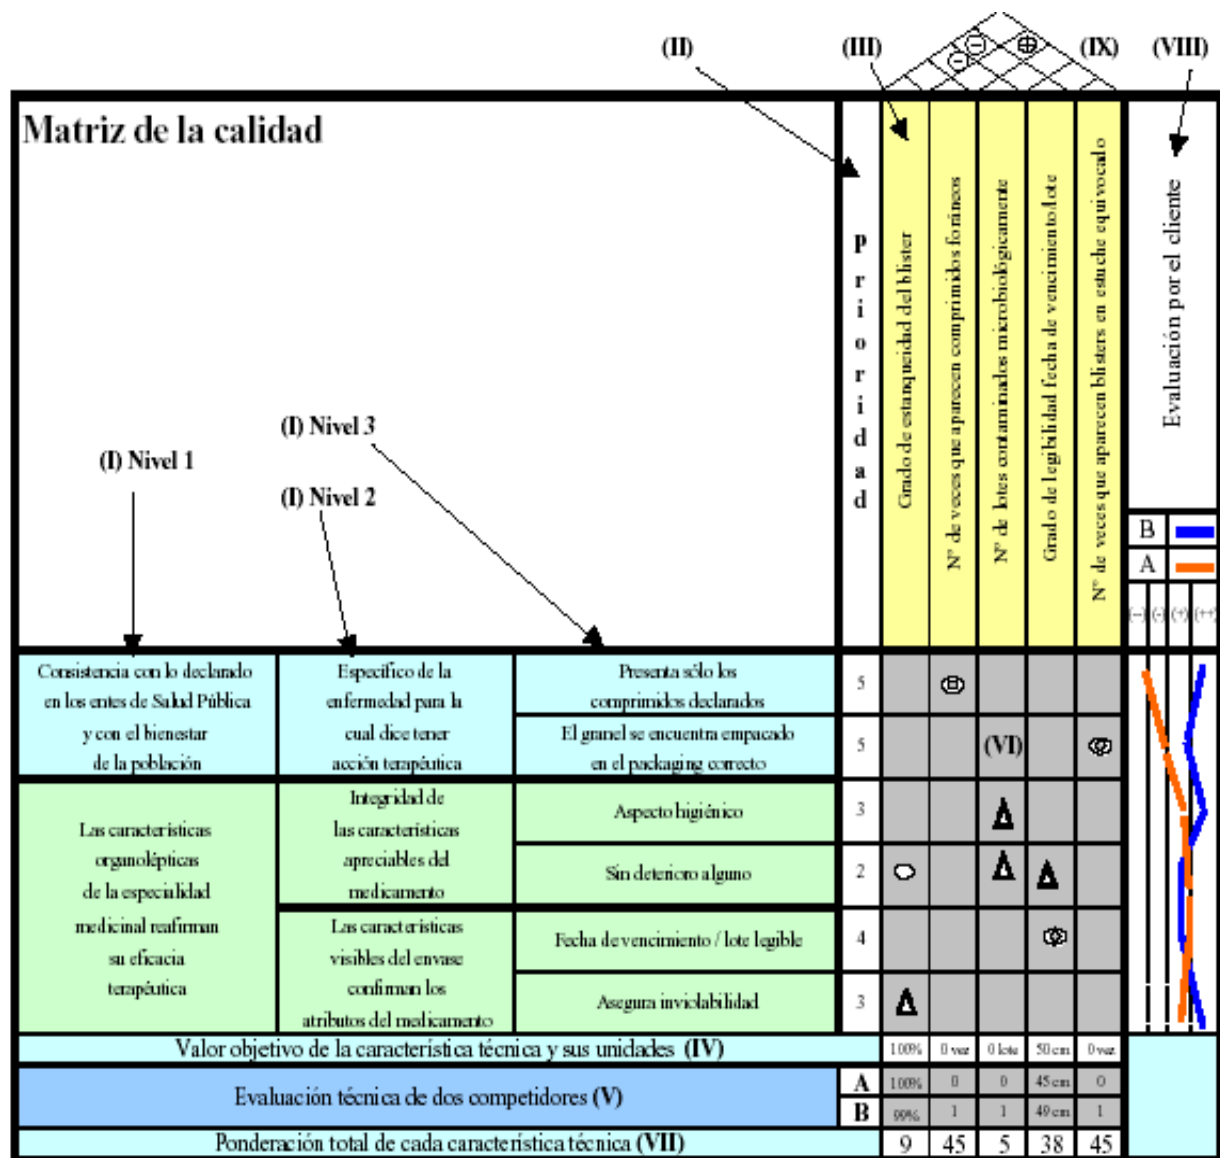 (II)
(III)
(IX)
(VIII)
Matriz de la calidad
Prioridad
Grado de estanqueidad del blister
N° de veces que aparecen comprimidos foráneos
N° de lotes contaminados microbiológicamente
Grado de legibilidad fecha de vencimiento/lote
N° de veces que aparecen blisters en estuche equivocado
Evaluación por el cliente
(I) Nivel 3
(I) Nivel 1
(I) Nivel 2
B
A
(--) (-) (+) (++)
Consistencia con lo declarado
en los entes de Salud Pública
y con el bienestar
de la población
Específico de la
enfermedad para la
cual dice tener
acción terapéutica
Presenta sólo los
comprimidos declarados
5
El granel se encuentra empacado
en el packaging correcto
5
(VI)
Las características
organolépticas
de la especialidad
medicinal reafirman
su eficacia
terapéutica
Integridad de
las características
apreciables del
medicamento
Aspecto higiénico
3
Sin deterioro alguno
2
Las características
visibles del envase
confirman los
atributos del medicamento
Fecha de vencimiento / lote legible
4
Asegura inviolabilidad
3
Valor objetivo de la característica técnica y sus unidades (IV)
100% 0 vez 0 lote 50 cm 0 vez
Evaluación técnica de dos competidores (V)
A 100% 0 0 45 cm 0
B 99% 1 1 49 cm 1
Ponderación total de cada característica técnica (VII)
9 45 5 38 45